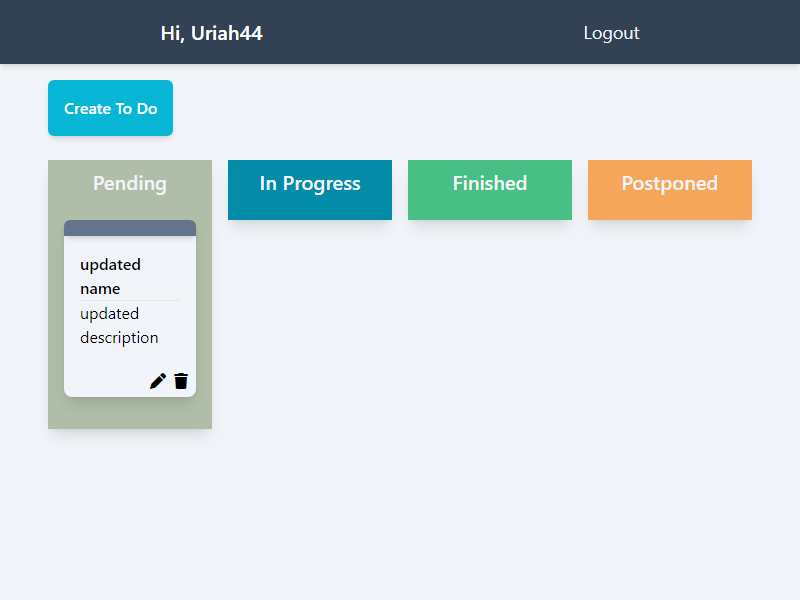 Hi, Uriah44
Logout
Create To Do
Pending
In Progress
Finished
Postponed
updated
name
updated
description